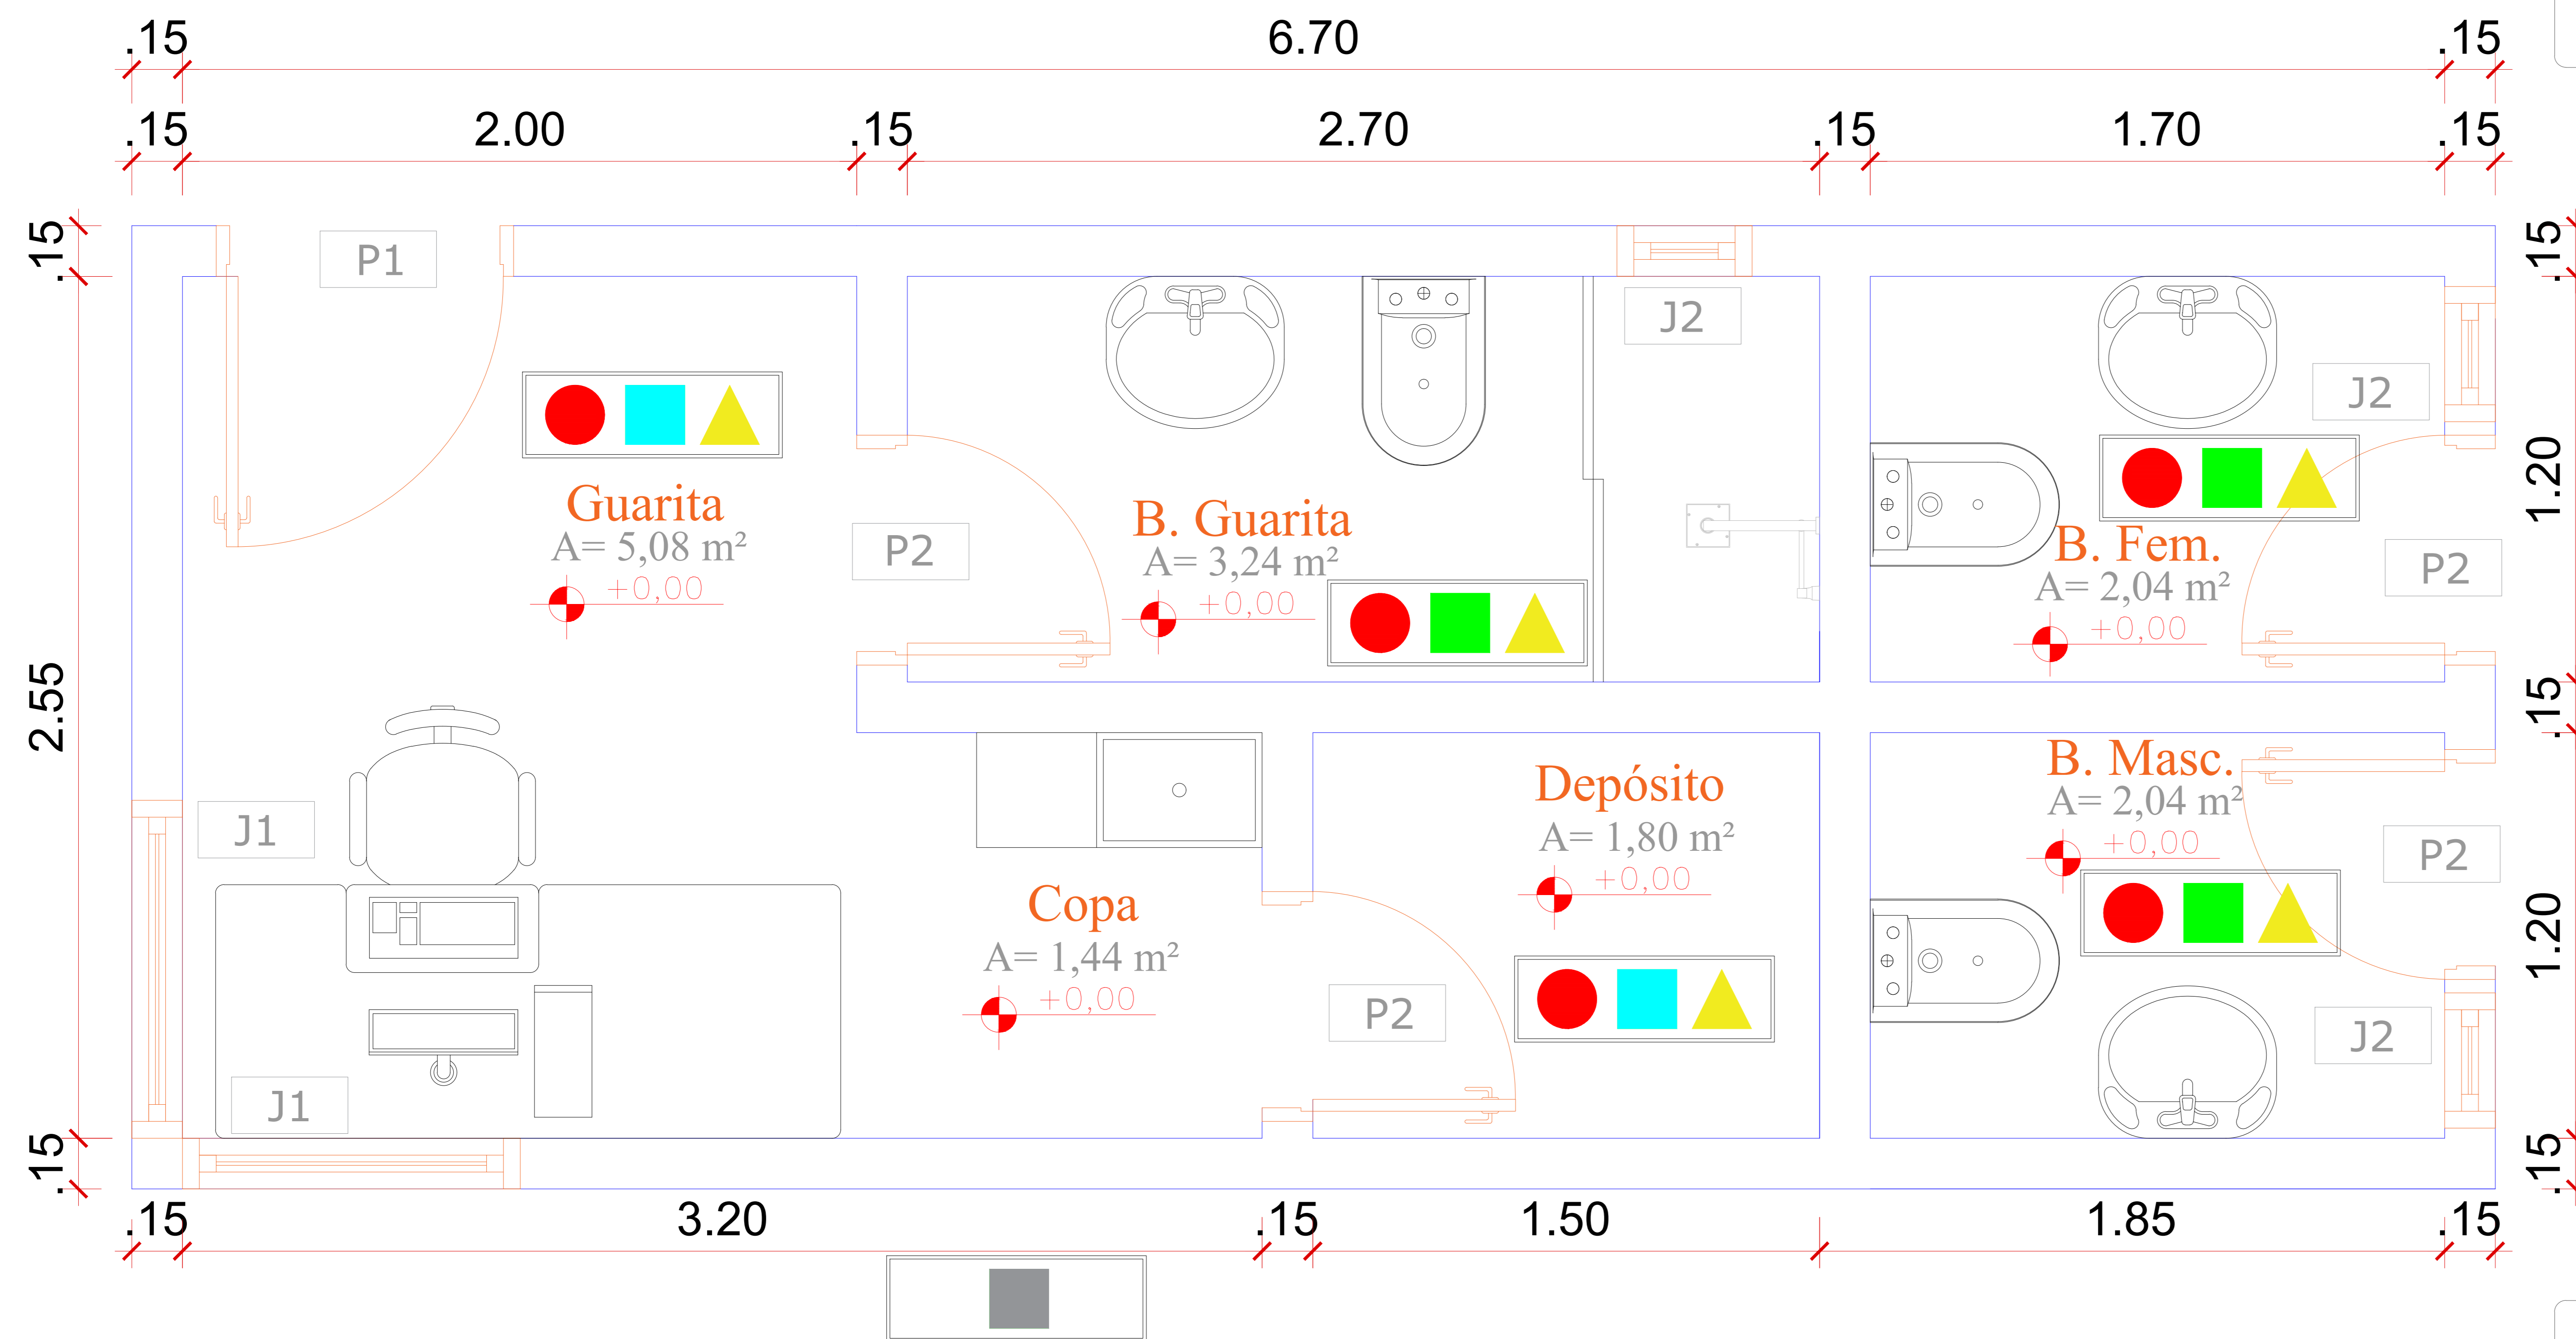 .15 6.70 .15
.15 2.00 .15 2.70 .15 1.70 .15
.15
2.55
.15
.15
1.20
.15
1.20
.15
P1
Guarita
A= 5,08 m²
+0,00
J1
J1
P2
B. Guarita
A= 3,24 m²
+0,00
J2
J2
B. Fem.
A= 2,04 m²
+0,00
P2
Copa
A= 1,44 m²
+0,00
P2
Depósito
A= 1,80 m²
+0,00
B. Masc.
A= 2,04 m²
+0,00
P2
J2
.15 3.20 .15 1.50 1.85 .15